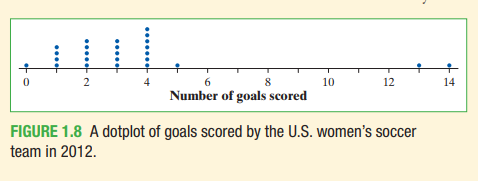 0 2 4 6 8 10 12 14
Number of goals scored
FIGURE 1.8 A dotplot of goals scored by the U.S. women’s soccer
team in 2012.